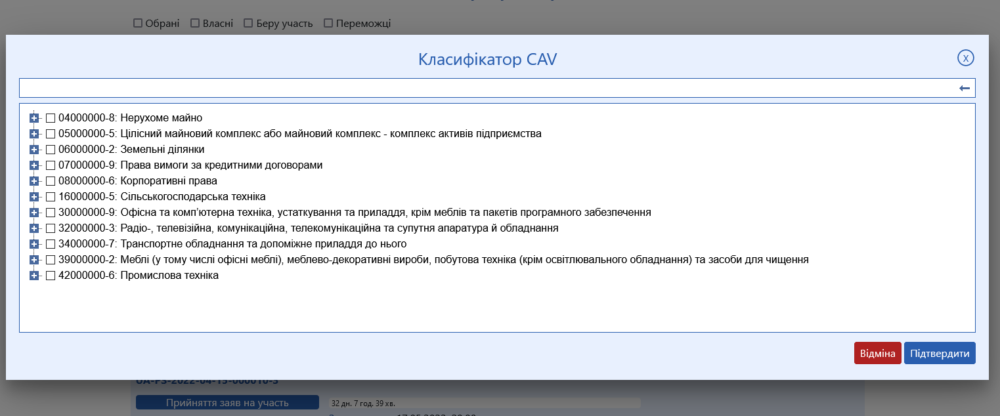 Обрані Власні Беру участь Переможці
Класифікатор CAV
X
04000000-8: Нерухоме майно
05000000-5: Цілісний майновий комплекс або майновий комплекс - комплекс активів підприємства
06000000-2: Земельні ділянки
07000000-9: Права вимоги за кредитними договорами
08000000-6: Корпоративні права
16000000-5: Сільськогосподарська техніка
30000000-9: Офісна та комп’ютерна техніка, устаткування та приладдя, крім меблів та пакетів програмного забезпечення
32000000-3: Радіо-, телевізійна, комунікаційна, телекомунікаційна та супутня апаратура й обладнання
34000000-7: Транспортне обладнання та допоміжне приладдя до нього
39000000-2: Меблі (у тому числі офісні меблі), меблево-декоративні вироби, побутова техніка (крім освітлювального обладнання) та засоби для чищення
42000000-6: Промислова техніка
Відміна Підтвердити
UA-PS-2022-04-19-000010-3
Прийняття заяв на участь 32 дн. 7 год. 39 хв.